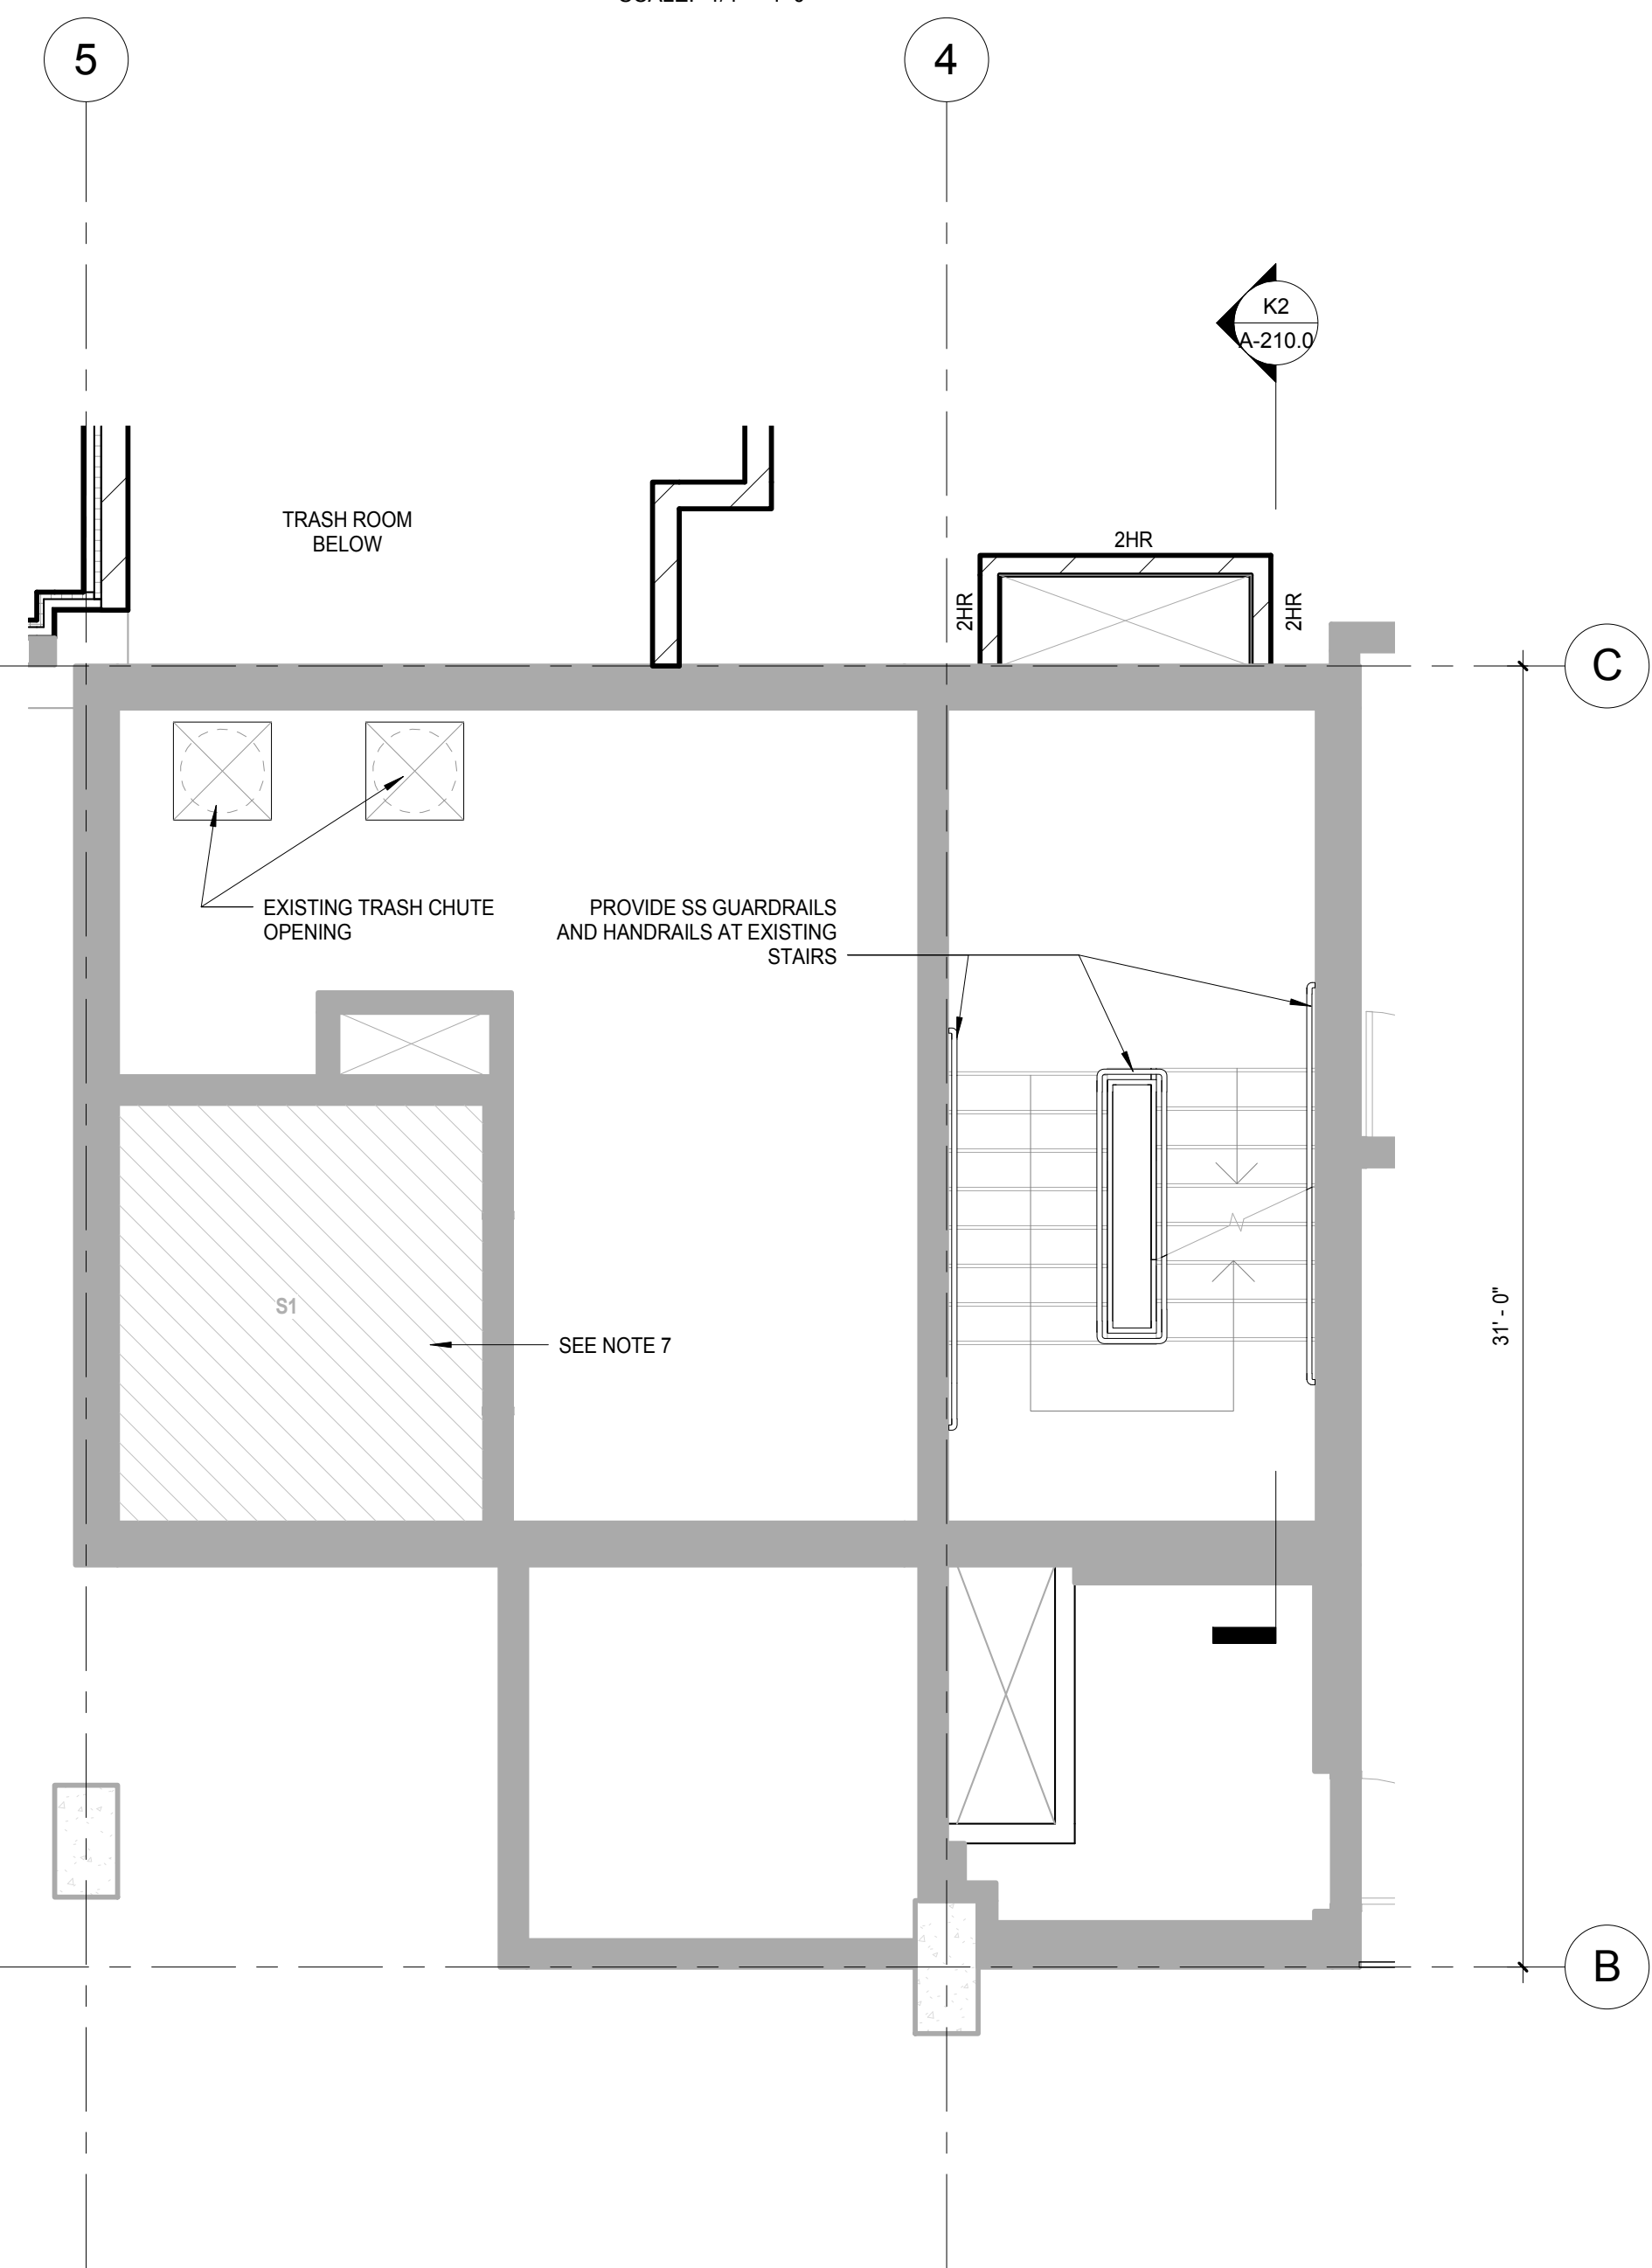 5
4
K2
A-210.0
TRASH ROOM
BELOW
2HR
2HR
2HR
C
EXISTING TRASH CHUTE
OPENING
PROVIDE SS GUARDRAILS
AND HANDRAILS AT EXISTING
STAIRS
S1
SEE NOTE 7
31' - 0"
B